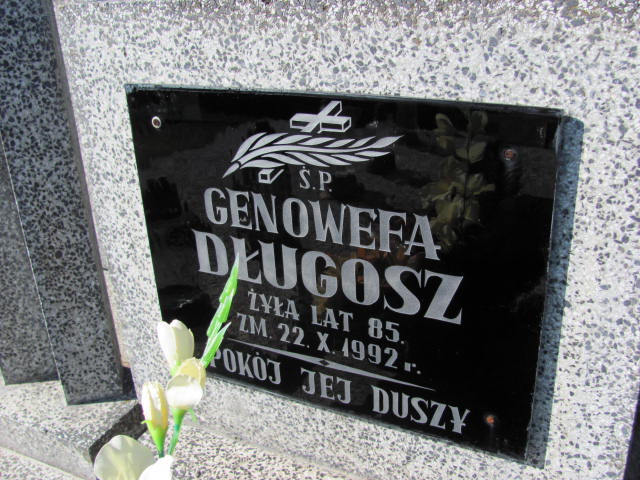 Ś.P.
GENOWEFA
DŁUGOSZ
ŻYŁA LAT 85.
ZM. 22. X. 1992 r.
POKÓJ JEJ DUSZY